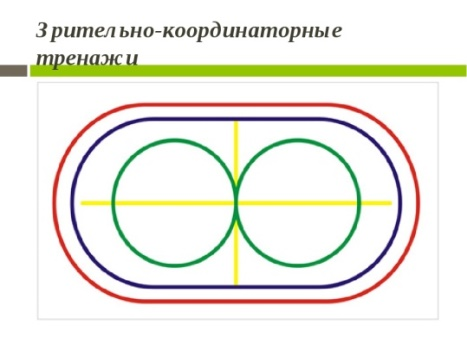 Зрительно-координаторные
тренажи